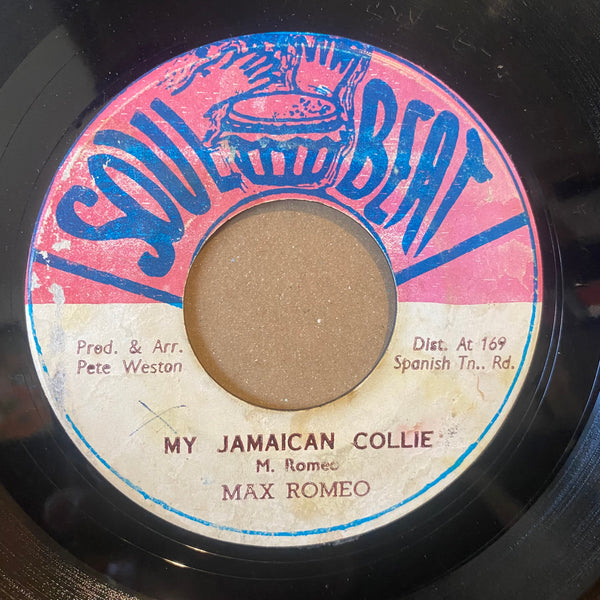 SOUL BEAT
Prod. & Arr.
Pete Weston
Dist. At 169
Spanish Tn.. Rd.
MY JAMAICAN COLLIE
M. Romeo
MAX ROMEO